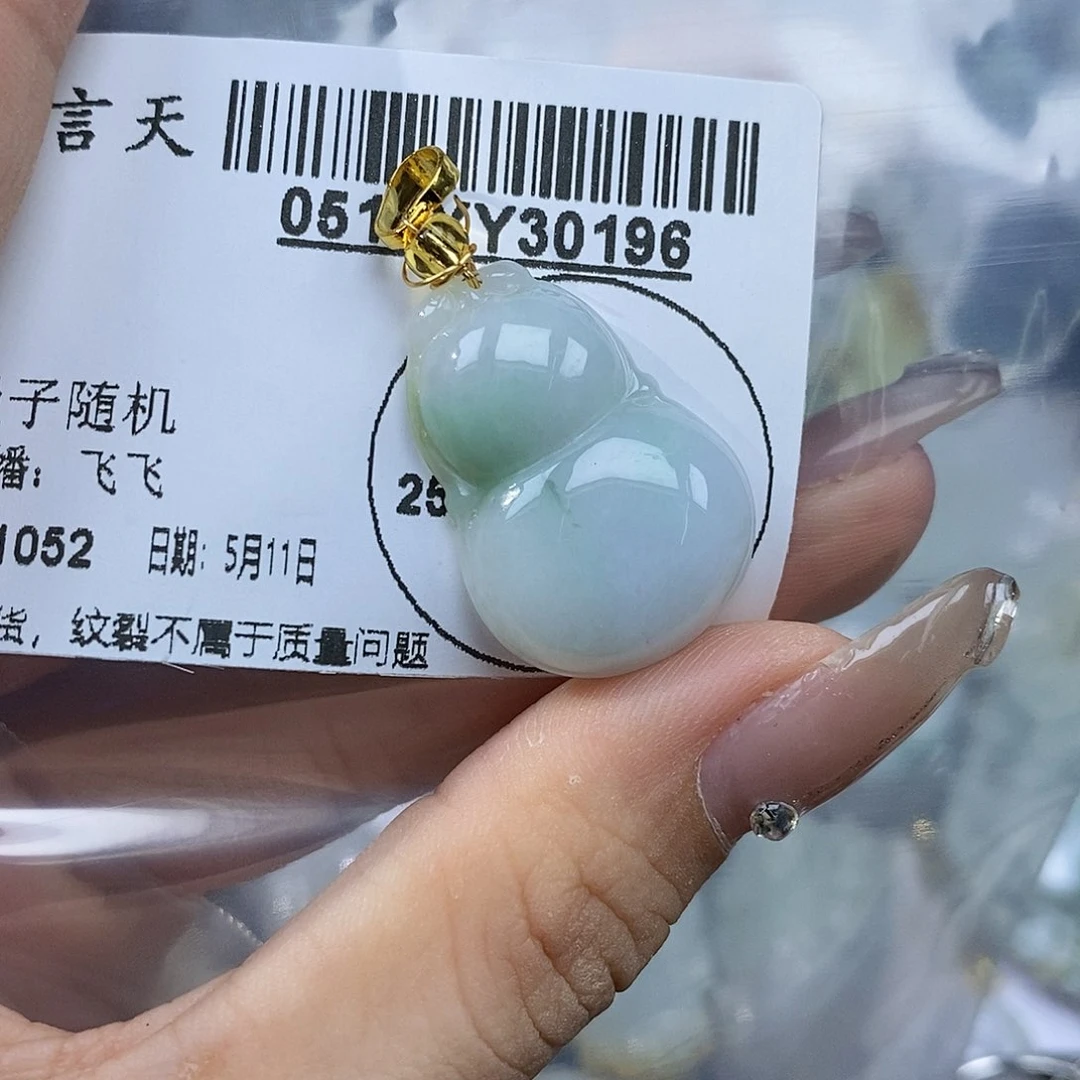 言天
051 Y30196
子随机
播：飞飞
25
1052 日期：5月11日
货，纹裂不属于质量问题